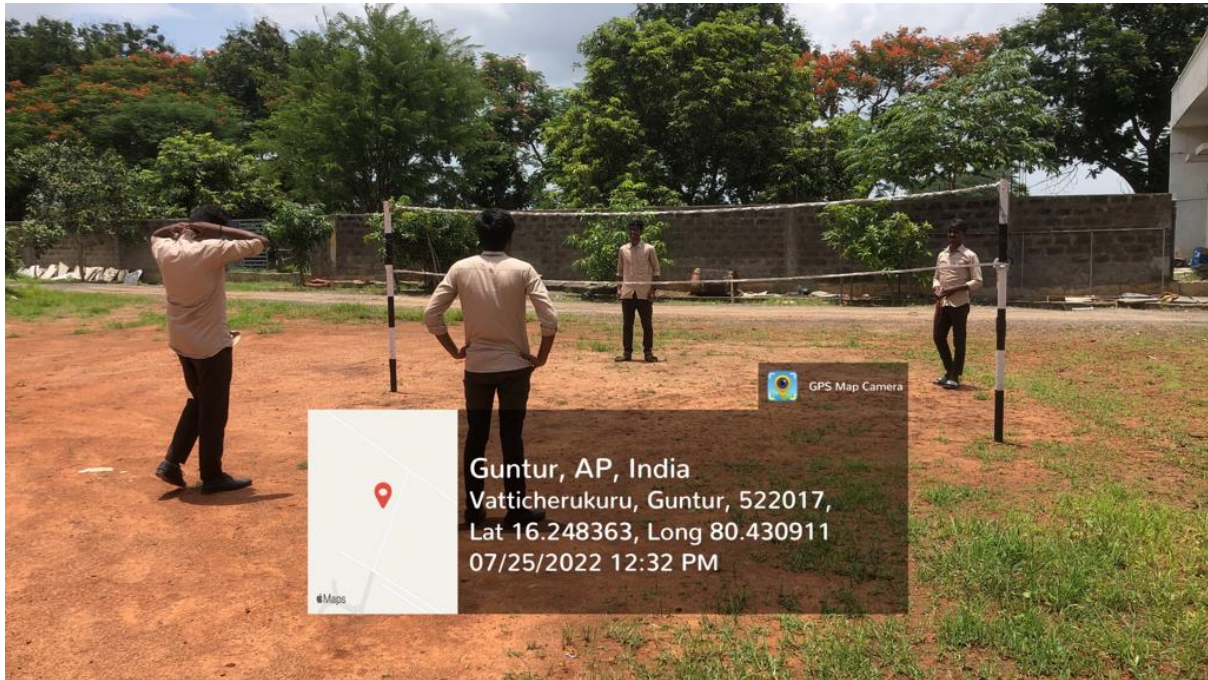 GPS Map Camera
Guntur, AP, India
Vatticherukuru, Guntur, 522017,
Lat 16.248363, Long 80.430911
07/25/2022 12:32 PM
Maps